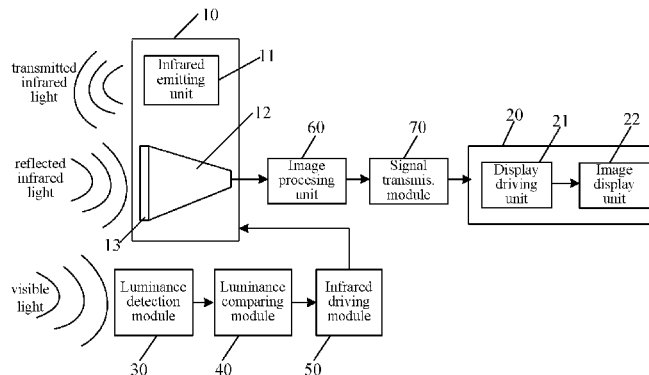 10
transmitted
infrared
light
Infrared
emitting
unit
11
12
reflected
infrared
light
13
60
Image
procesing
unit
70
Signal
transmis.
module
20
21
22
Display
driving
unit
Image
display
unit
visible
light
Luminance
detection
module
Luminance
comparing
module
Infrared
driving
module
30
40
50